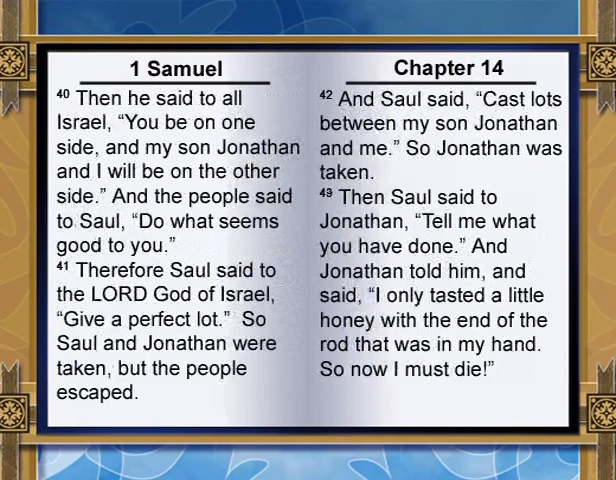 1 Samuel
⁴⁰ Then he said to all
Israel, “You be on one
side, and my son Jonathan
and I will be on the other
side.” And the people said
to Saul, “Do what seems
good to you.”
⁴¹ Therefore Saul said to
the LORD God of Israel,
“Give a perfect lot.”  So
Saul and Jonathan were
taken, but the people
escaped.
Chapter 14
⁴² And Saul said, “Cast lots
between my son Jonathan
and me.” So Jonathan was
taken.
⁴³ Then Saul said to
Jonathan, “Tell me what
you have done.” And
Jonathan told him, and
said, “I only tasted a little
honey with the end of the
rod that was in my hand.
So now I must die!”